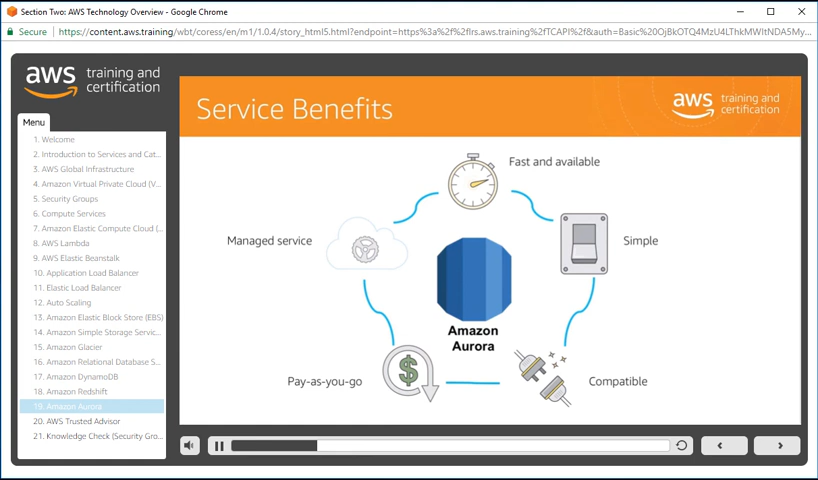 Section Two: AWS Technology Overview - Google Chrome
Secure https://content.aws.training/wbt/coress/en/m1/1.0.4/story_html5.html?endpoint=https%3a%2f%2flrs.aws.training%2fTCAPI%2f&auth=Basic%20OjBkOTQ4MzU4LThkMWItNDA5My...
aws training and certification
Menu
1. Welcome
2. Introduction to Services and Cat...
3. AWS Global Infrastructure
4. Amazon Virtual Private Cloud (V...
5. Security Groups
6. Compute Services
7. Amazon Elastic Compute Cloud (...
8. AWS Lambda
9. AWS Elastic Beanstalk
10. Application Load Balancer
11. Elastic Load Balancer
12. Auto Scaling
13. Amazon Elastic Block Store (EBS)
14. Amazon Simple Storage Servic...
15. Amazon Glacier
16. Amazon Relational Database S...
17. Amazon DynamoDB
18. Amazon Redshift
19. Amazon Aurora
20. AWS Trusted Advisor
21. Knowledge Check (Security Gro...
Service Benefits
aws training and certification
Fast and available
Managed service
Simple
Amazon
Aurora
Pay-as-you-go
$
Compatible